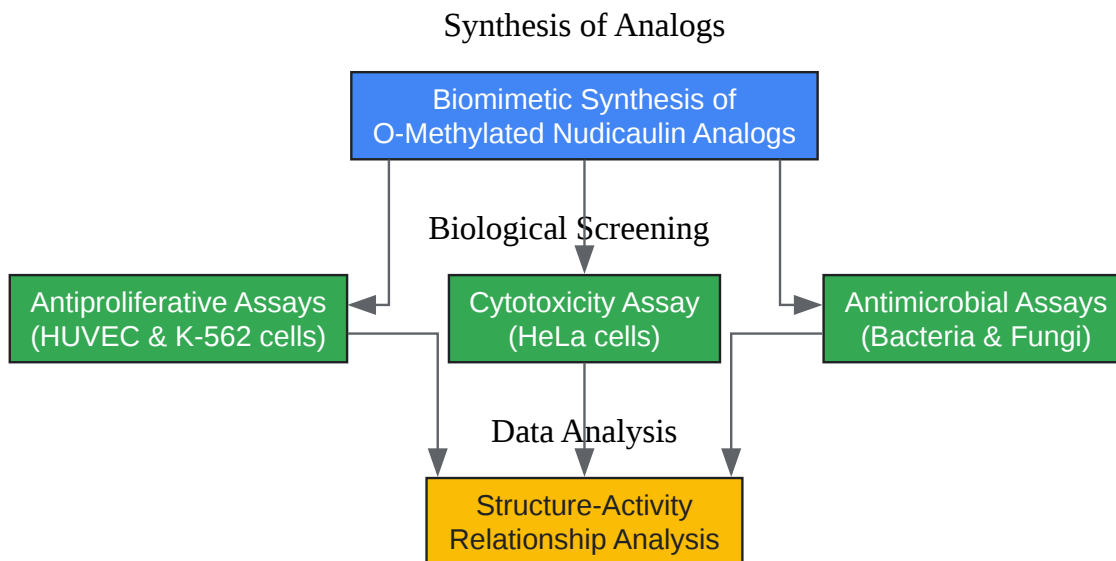 Synthesis of Analogs
Biomimetic Synthesis of
O-Methylated Nudicaulin Analogs
Biological Screening
Antiproliferative Assays
(HUVEC & K-562 cells)
Cytotoxicity Assay
(HeLa cells)
Antimicrobial Assays
(Bacteria & Fungi)
Data Analysis
Structure-Activity
Relationship Analysis